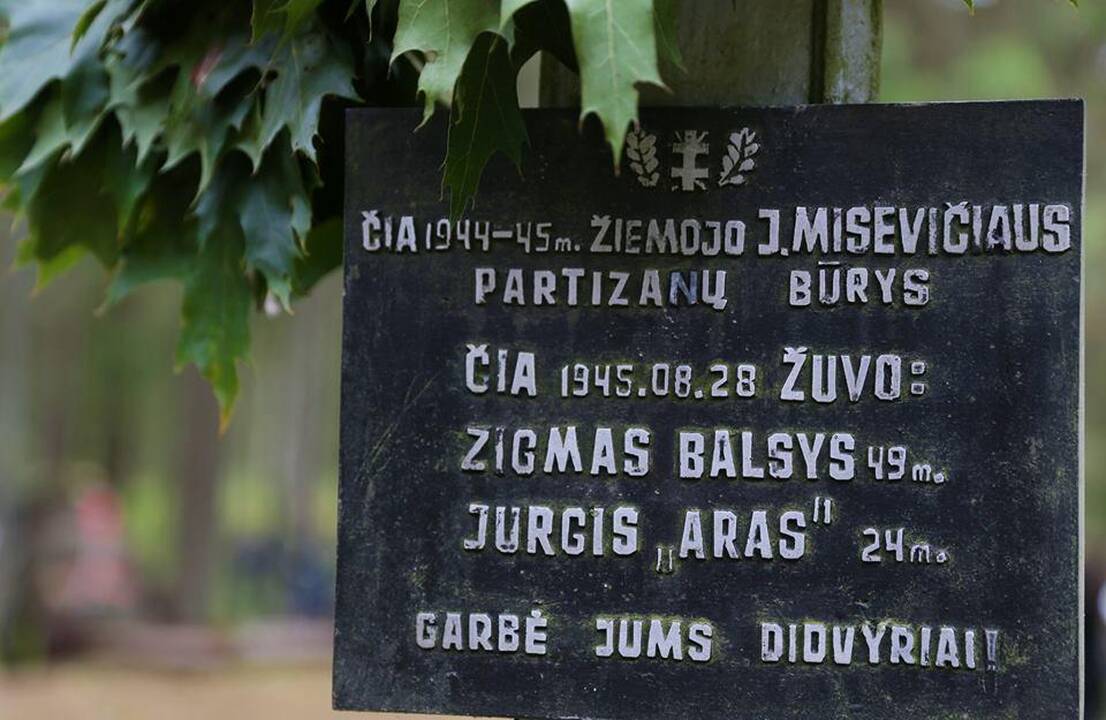 ČIA 1944-45m. ŽIEMOJO J.MISEVIČIAUS
PARTIZANŲ BŪRYS
ČIA 1945.08.28 ŽUVO:
ZIGMAS BALSYS 49m.
JURGIS „ARAS" 24m.
GARBĖ JUMS DIDVYRIAI!